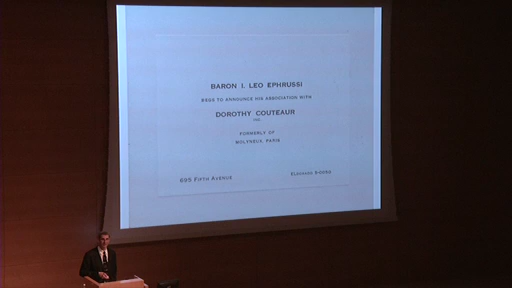 BARON I. LEO EPHRUSSI
BEGS TO ANNOUNCE HIS ASSOCIATION WITH
DOROTHY COUTEAUR
INC.
FORMERLY OF
MOLYNEUX, PARIS
695 FIFTH AVENUE
ELDORADO